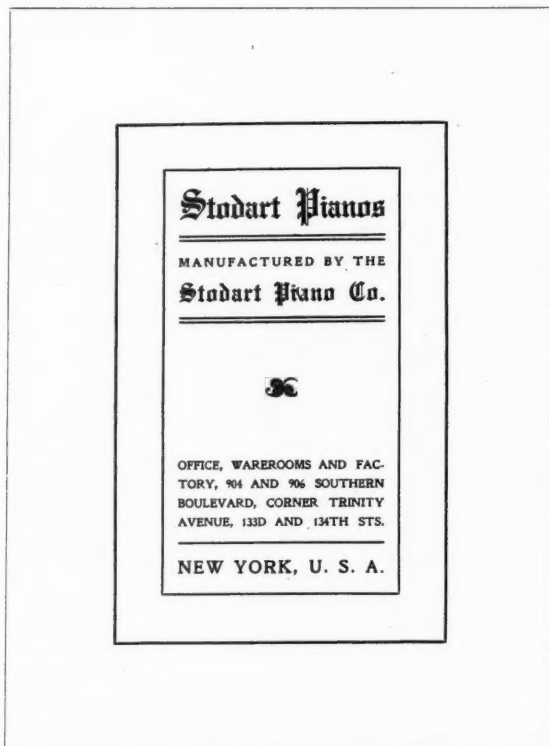 Stodart Pianos
MANUFACTURED BY THE
Stodart Piano Co.
OFFICE, WAREROOMS AND FAC-
TORY, 904 AND 906 SOUTHERN
BOULEVARD, CORNER TRINITY
AVENUE, 133D AND 134TH STS.
NEW YORK, U. S. A.